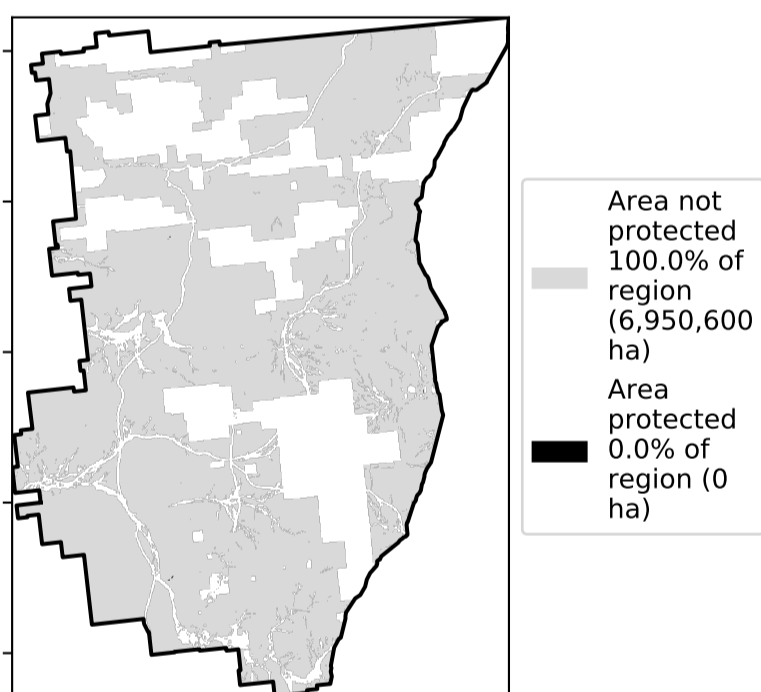 Area not
protected
100.0% of
region
(6,950,600
ha)
Area
protected
0.0% of
region (0
ha)